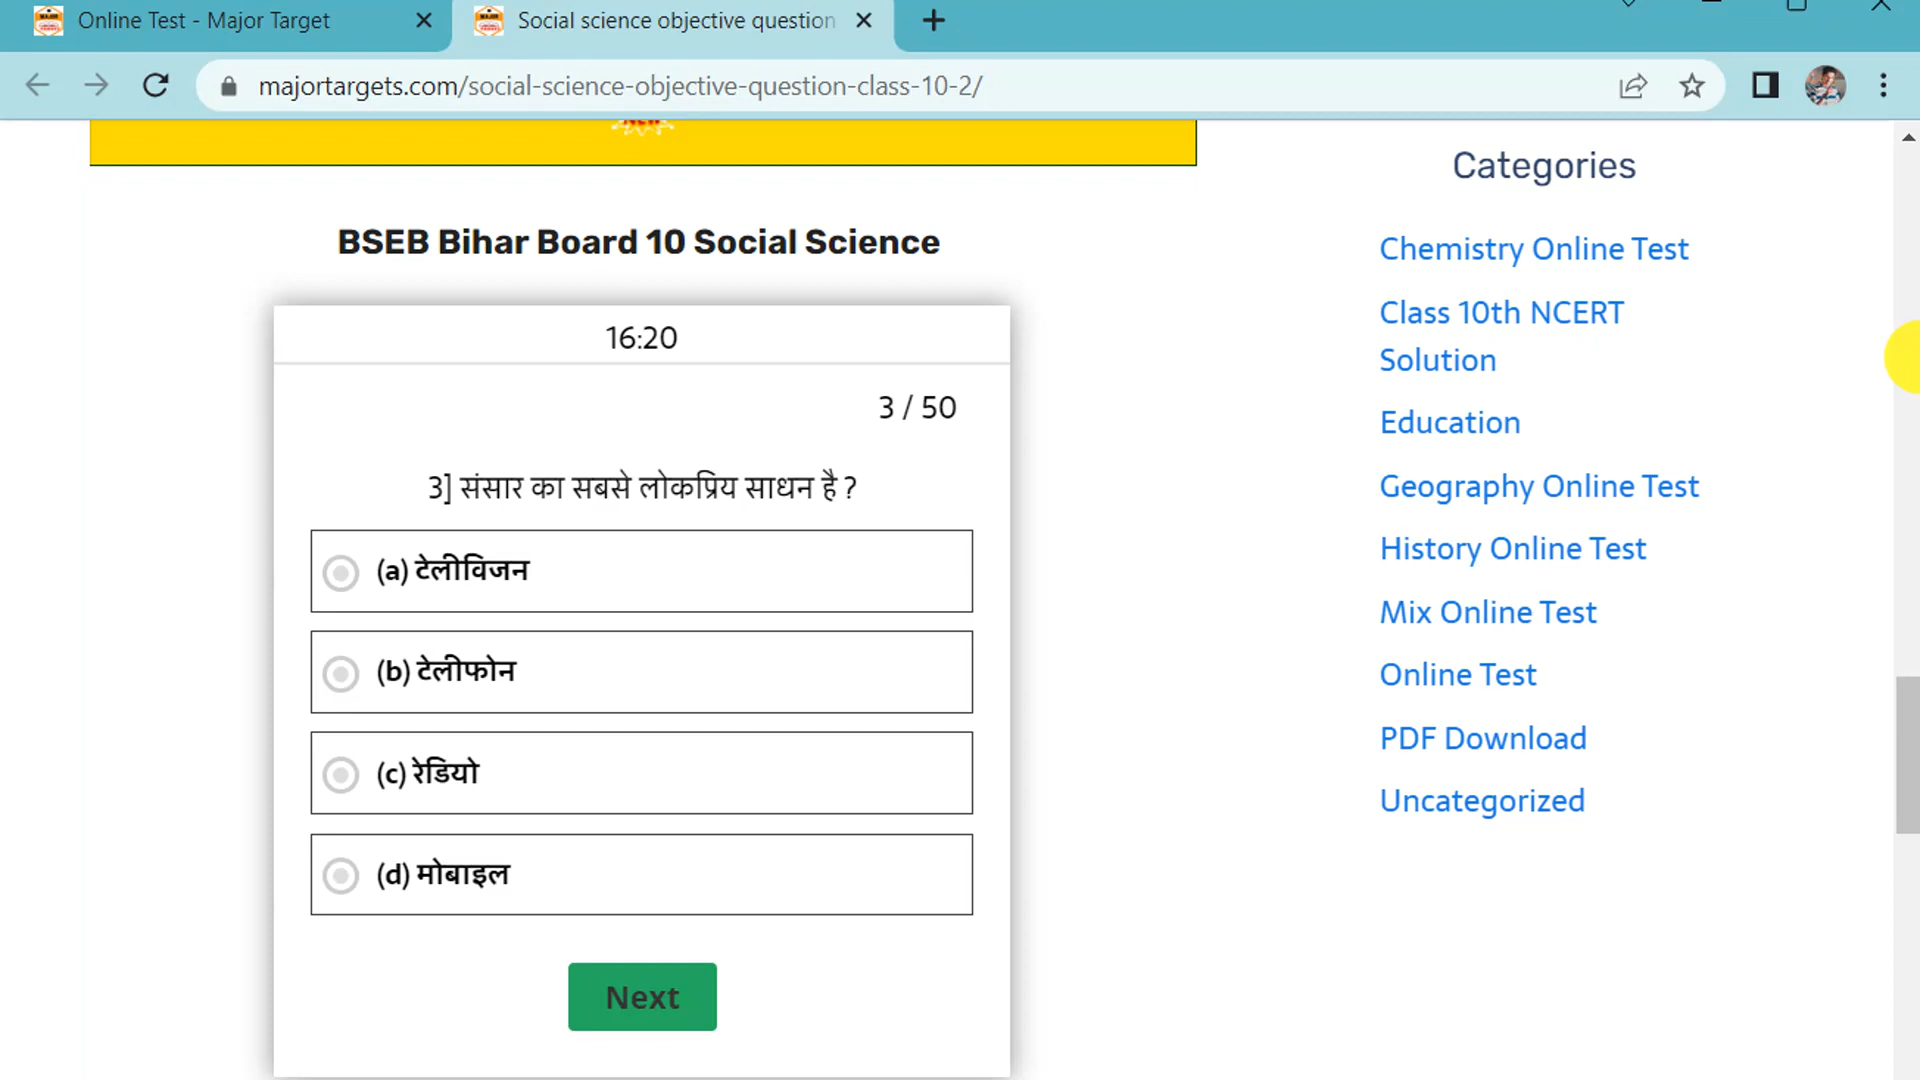 Online Test - Major Target
Social science objective question
majortargets.com/social-science-objective-question-class-10-2/
NEW
BSEB Bihar Board 10 Social Science
16:20
3 / 50
3] संसार का सबसे लोकप्रिय साधन है ?
(a) टेलीविजन
(b) टेलीफोन
(c) रेडियो
(d) मोबाइल
Next
Categories
Chemistry Online Test
Class 10th NCERT
Solution
Education
Geography Online Test
History Online Test
Mix Online Test
Online Test
PDF Download
Uncategorized